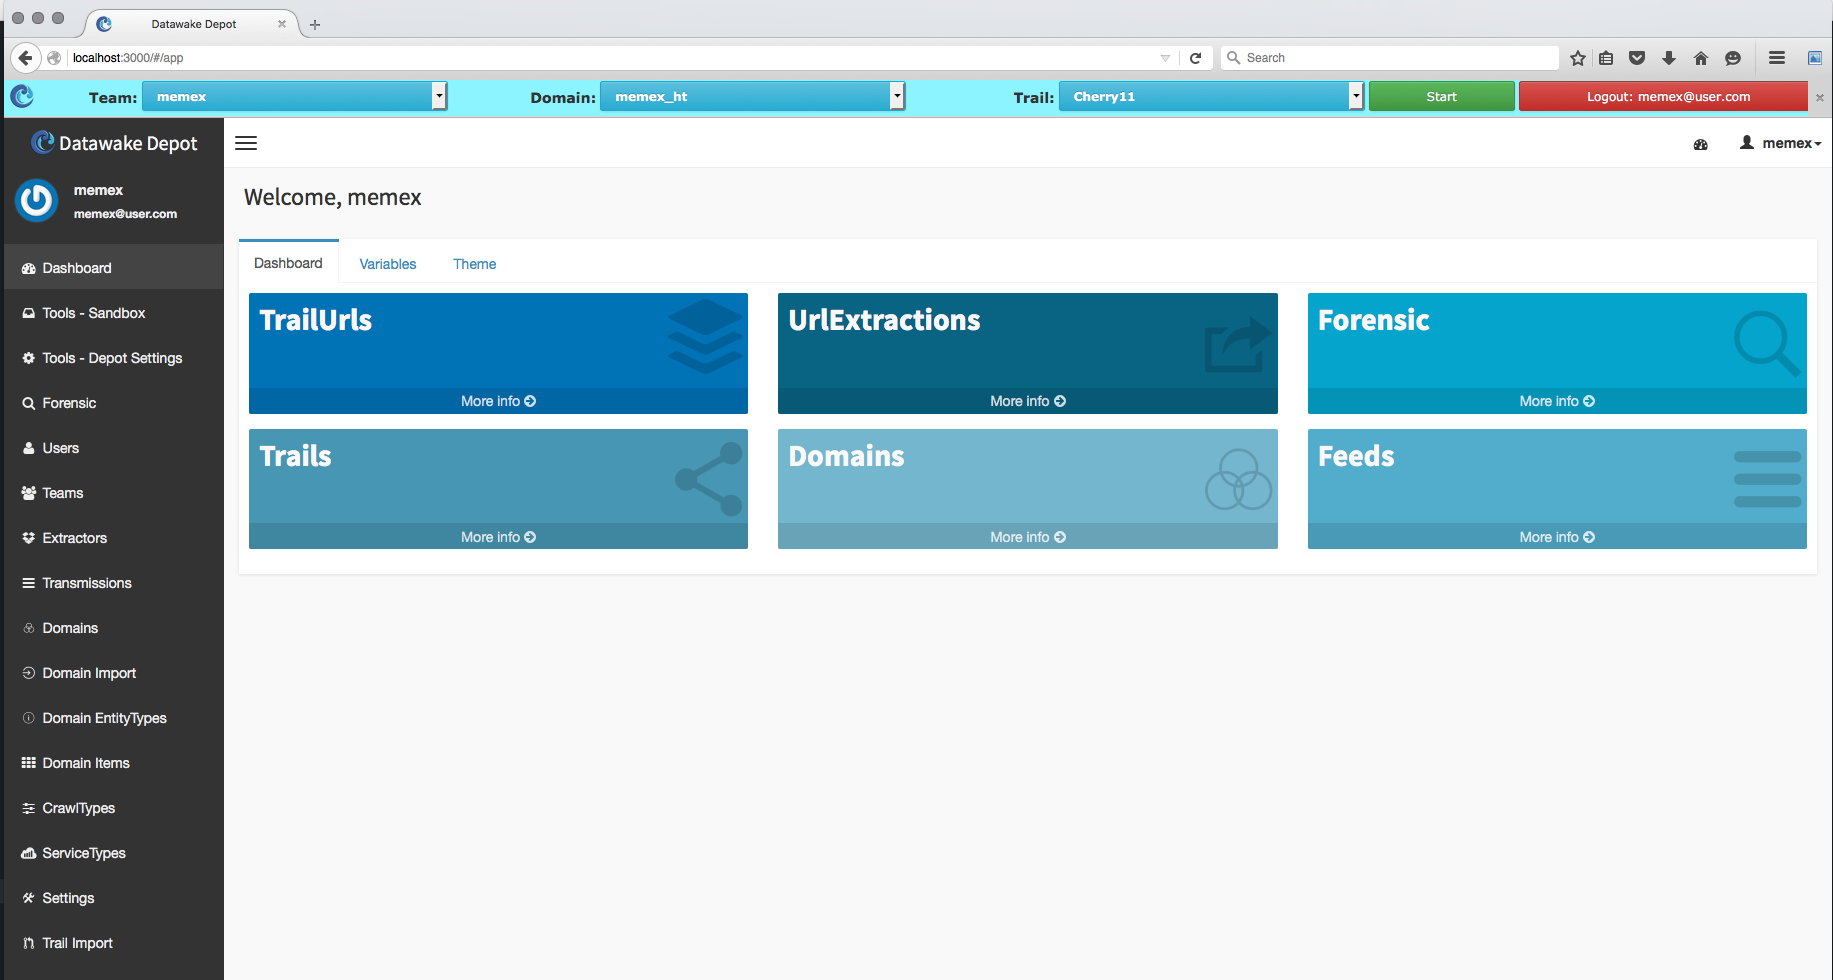 Datawake Depot
localhost:3000/#/app
Search
Team: memex Domain: memex_ht Trail: Cherry11 Start Logout: memex@user.com
Datawake Depot
memex
memex
memex@user.com
Welcome, memex
Dashboard
Tools - Sandbox
Tools - Depot Settings
Forensic
Users
Teams
Extractors
Transmissions
Domains
Domain Import
Domain EntityTypes
Domain Items
CrawlTypes
ServiceTypes
Settings
Trail Import
Dashboard Variables Theme
TrailUrls
More info
UrlExtractions
More info
Forensic
More info
Trails
More info
Domains
More info
Feeds
More info